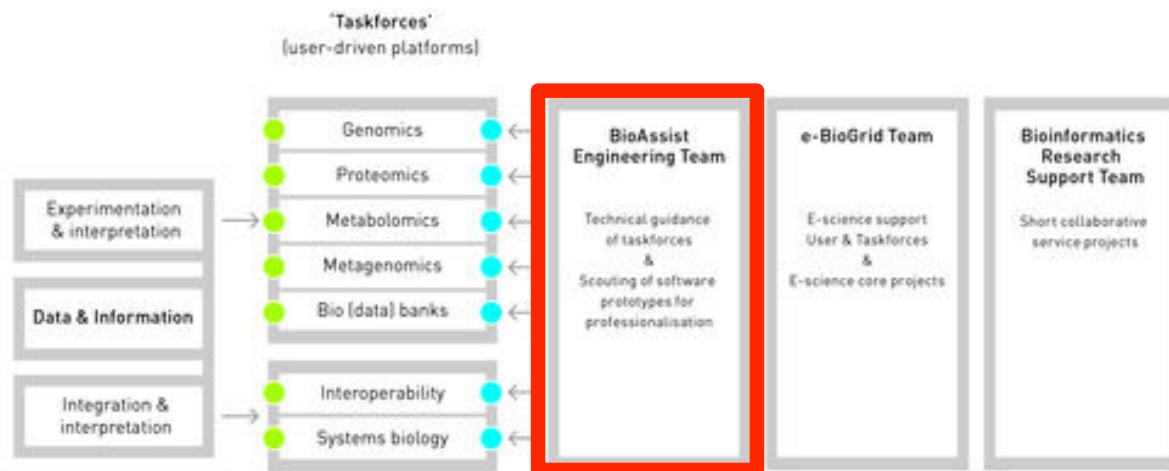 'Taskforces'
(user-driven platforms)
Experimentation
& interpretation
Data & Information
Integration &
interpretation
Genomics
Proteomics
Metabolomics
Metagenomics
Bio (data) banks
Interoperability
Systems biology
BioAssist
Engineering Team
Technical guidance
of taskforces
&
Scouting of software
prototypes for
professionalisation
e-BioGrid Team
E-science support
User & Taskforces
&
E-science core projects
Bioinformatics
Research
Support Team
Short collaborative
service projects